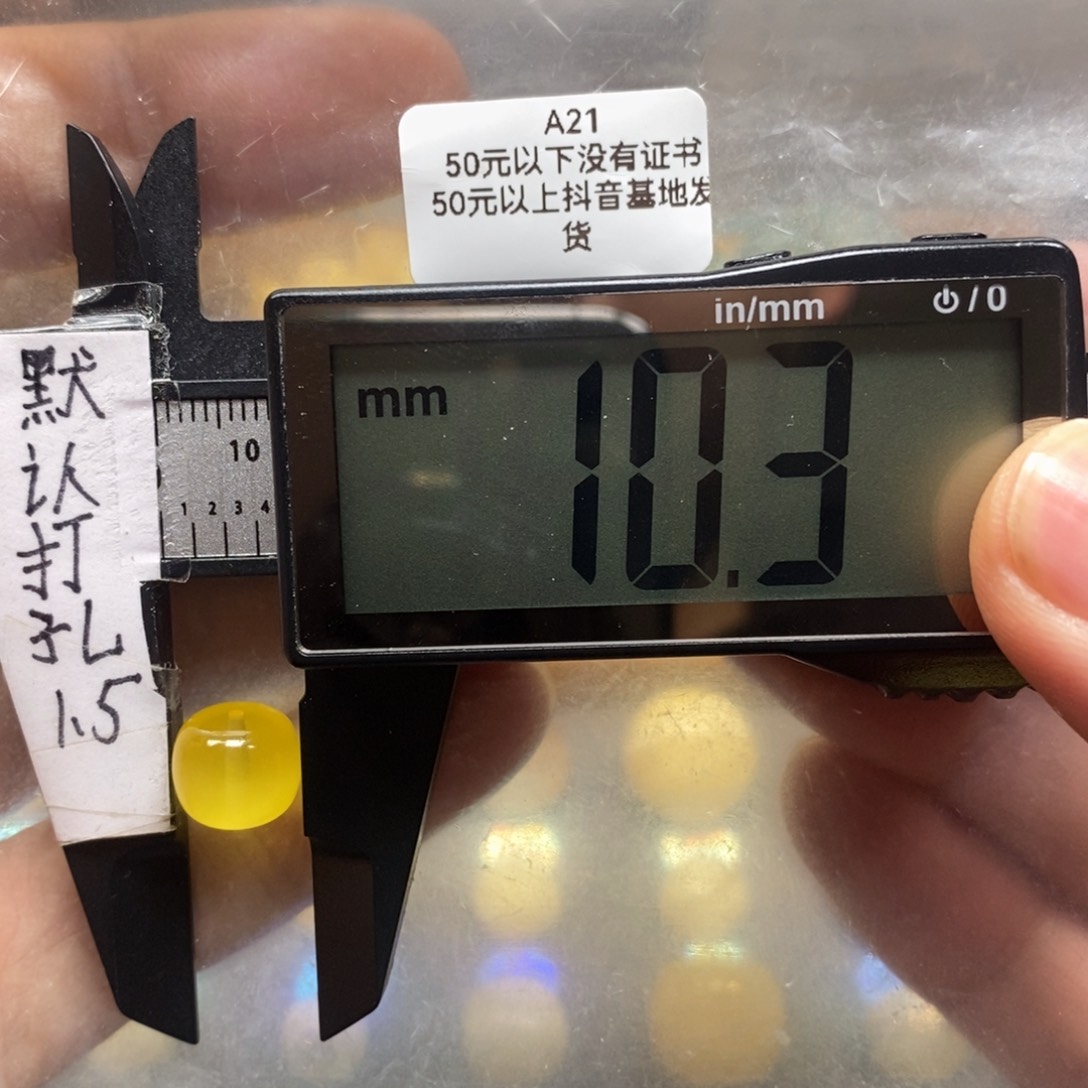 A21
50元以下没有证书
50元以上抖音基地发
货
in/mm
/ 0
mm
10.3
10
1 2 3 4
默
认
打
孔
1.5